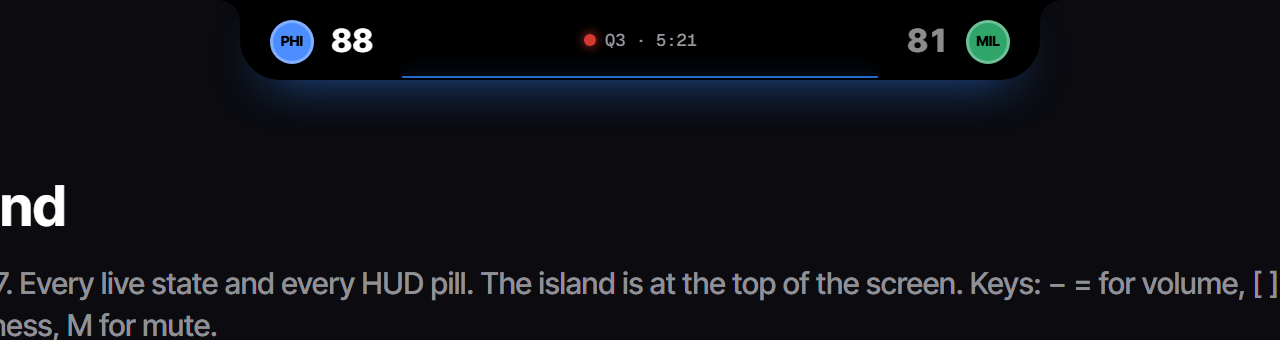 PHI 88 Q3 · 5:21 81 MIL
nd
7. Every live state and every HUD pill. The island is at the top of the screen. Keys: − = for volume, [ ]
ness, M for mute.